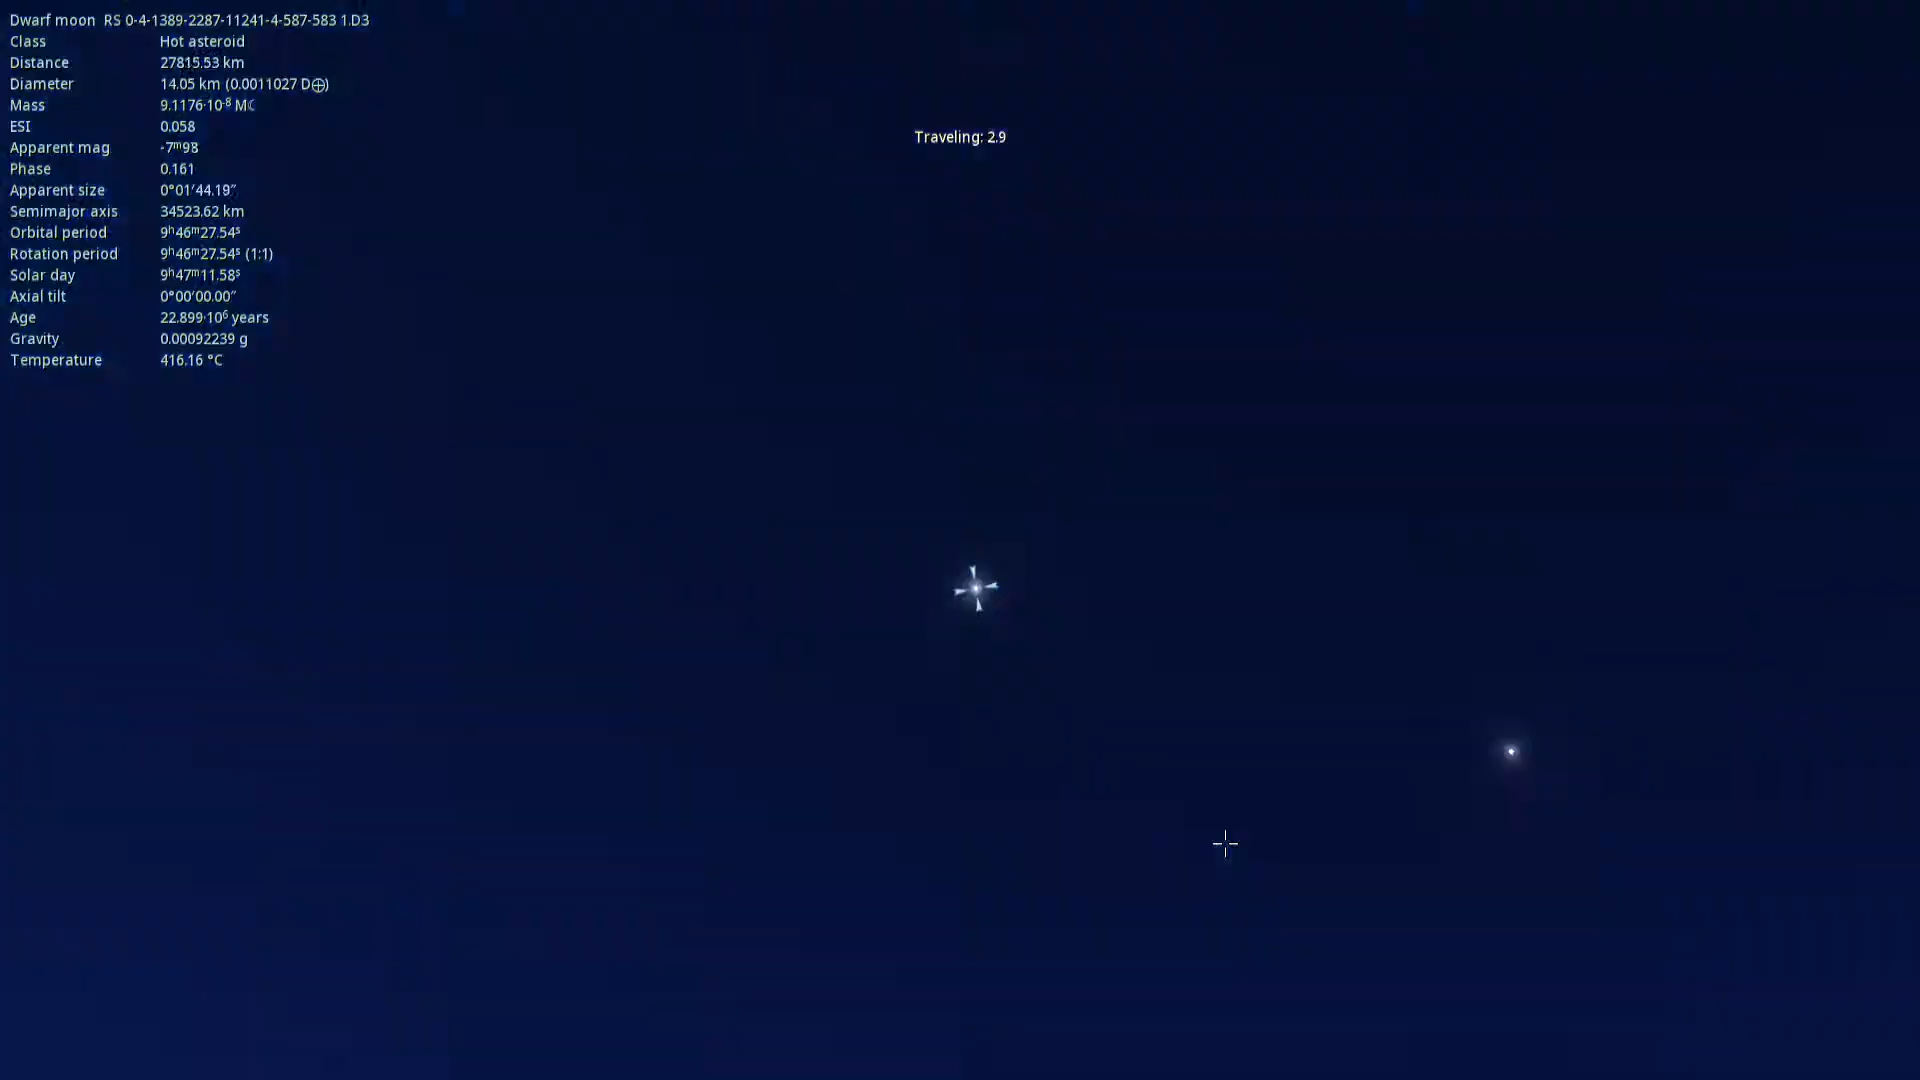 Dwarf moon RS 0-4-1389-2287-11241-4-587-583 1.D3
Class Hot asteroid
Distance 27815.53 km
Diameter 14.05 km (0.0011027 D⊕)
Mass 9.1176·10⁻⁸ M☾
ESI 0.058
Apparent mag -7ᵐ98
Phase 0.161
Apparent size 0°01′44.19″
Semimajor axis 34523.62 km
Orbital period 9ʰ46ᵐ27.54ˢ
Rotation period 9ʰ46ᵐ27.54ˢ (1:1)
Solar day 9ʰ47ᵐ11.58ˢ
Axial tilt 0°00′00.00″
Age 22.899·10⁶ years
Gravity 0.00092239 g
Temperature 416.16 °C
Traveling: 2.9